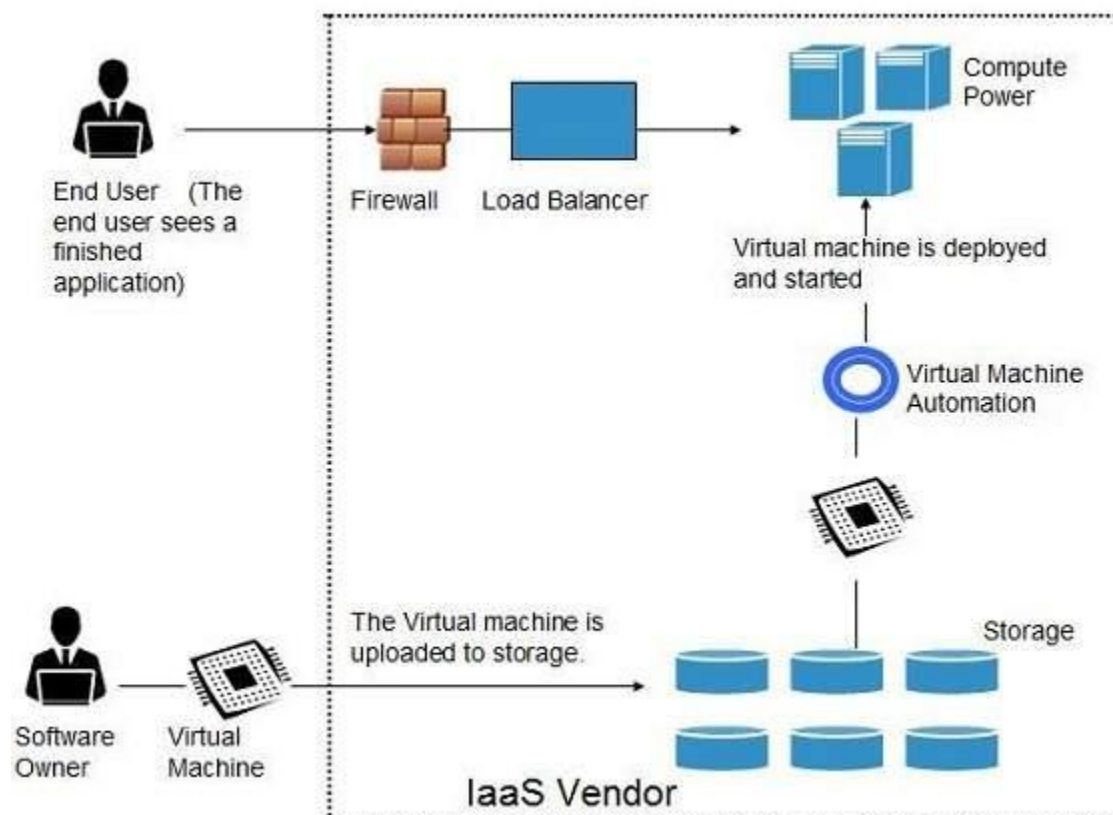 Compute
Power
End User (The
end user sees a
finished
application)
Firewall
Load Balancer
Virtual machine is deployed
and started
Virtual Machine
Automation
The Virtual machine is
uploaded to storage.
Storage
Software
Owner
Virtual
Machine
IaaS Vendor